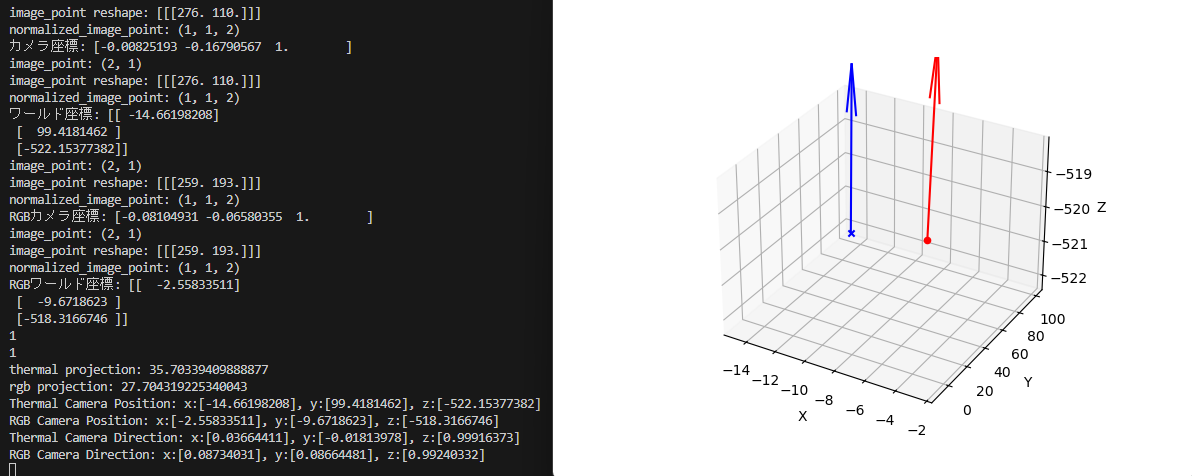 image_point reshape: [[[276. 110.]]]
normalized_image_point: (1, 1, 2)
カメラ座標: [-0.00825193 -0.16790567  1.        ]
image_point: (2, 1)
image_point reshape: [[[276. 110.]]]
normalized_image_point: (1, 1, 2)
ワールド座標: [[ -14.66198208]
 [  99.4181462 ]
 [-522.15377382]]
image_point: (2, 1)
image_point reshape: [[[259. 193.]]]
normalized_image_point: (1, 1, 2)
RGBカメラ座標: [-0.08104931 -0.06580355  1.        ]
image_point: (2, 1)
image_point reshape: [[[259. 193.]]]
normalized_image_point: (1, 1, 2)
RGBワールド座標: [[  -2.55833511]
 [  -9.6718623 ]
 [-518.3166746 ]]
1
1
thermal projection: 35.70339409888877
rgb projection: 27.704319225340043
Thermal Camera Position: x:[-14.66198208], y:[99.4181462], z:[-522.15377382]
RGB Camera Position: x:[-2.55833511], y:[-9.6718623], z:[-518.3166746]
Thermal Camera Direction: x:[0.03664411], y:[-0.01813978], z:[0.99916373]
RGB Camera Direction: x:[0.08734031], y:[0.08664481], z:[0.99240332]
−519
−520
Z
−521
−522
100
80
60
40
20
0
Y
−14
−12
−10
−8
−6
−4
−2
X